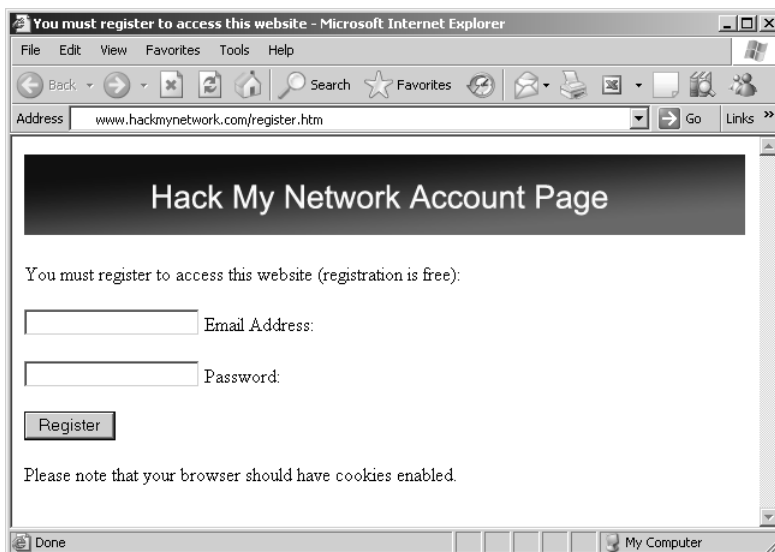 You must register to access this website - Microsoft Internet Explorer
File Edit View Favorites Tools Help
Back Search Favorites
Address www.hackmynetwork.com/register.htm Go Links »
Hack My Network Account Page
You must register to access this website (registration is free):
Email Address:
Password:
Register
Please note that your browser should have cookies enabled.
Done My Computer